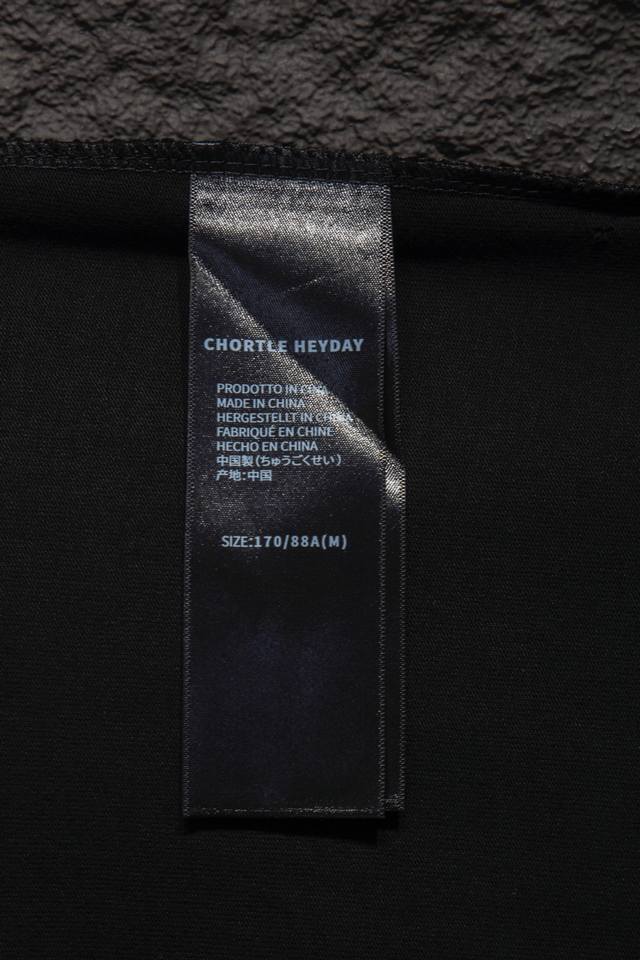 CHORTLE HEYDAY
PRODOTTO IN
MADE IN CHINA
HERGESTELLT IN CHINA
FABRIQUÉ EN CHINE
HECHO EN CHINA
中国製(ちゅうごくせい)
产地:中国
SIZE:170/88A(M)